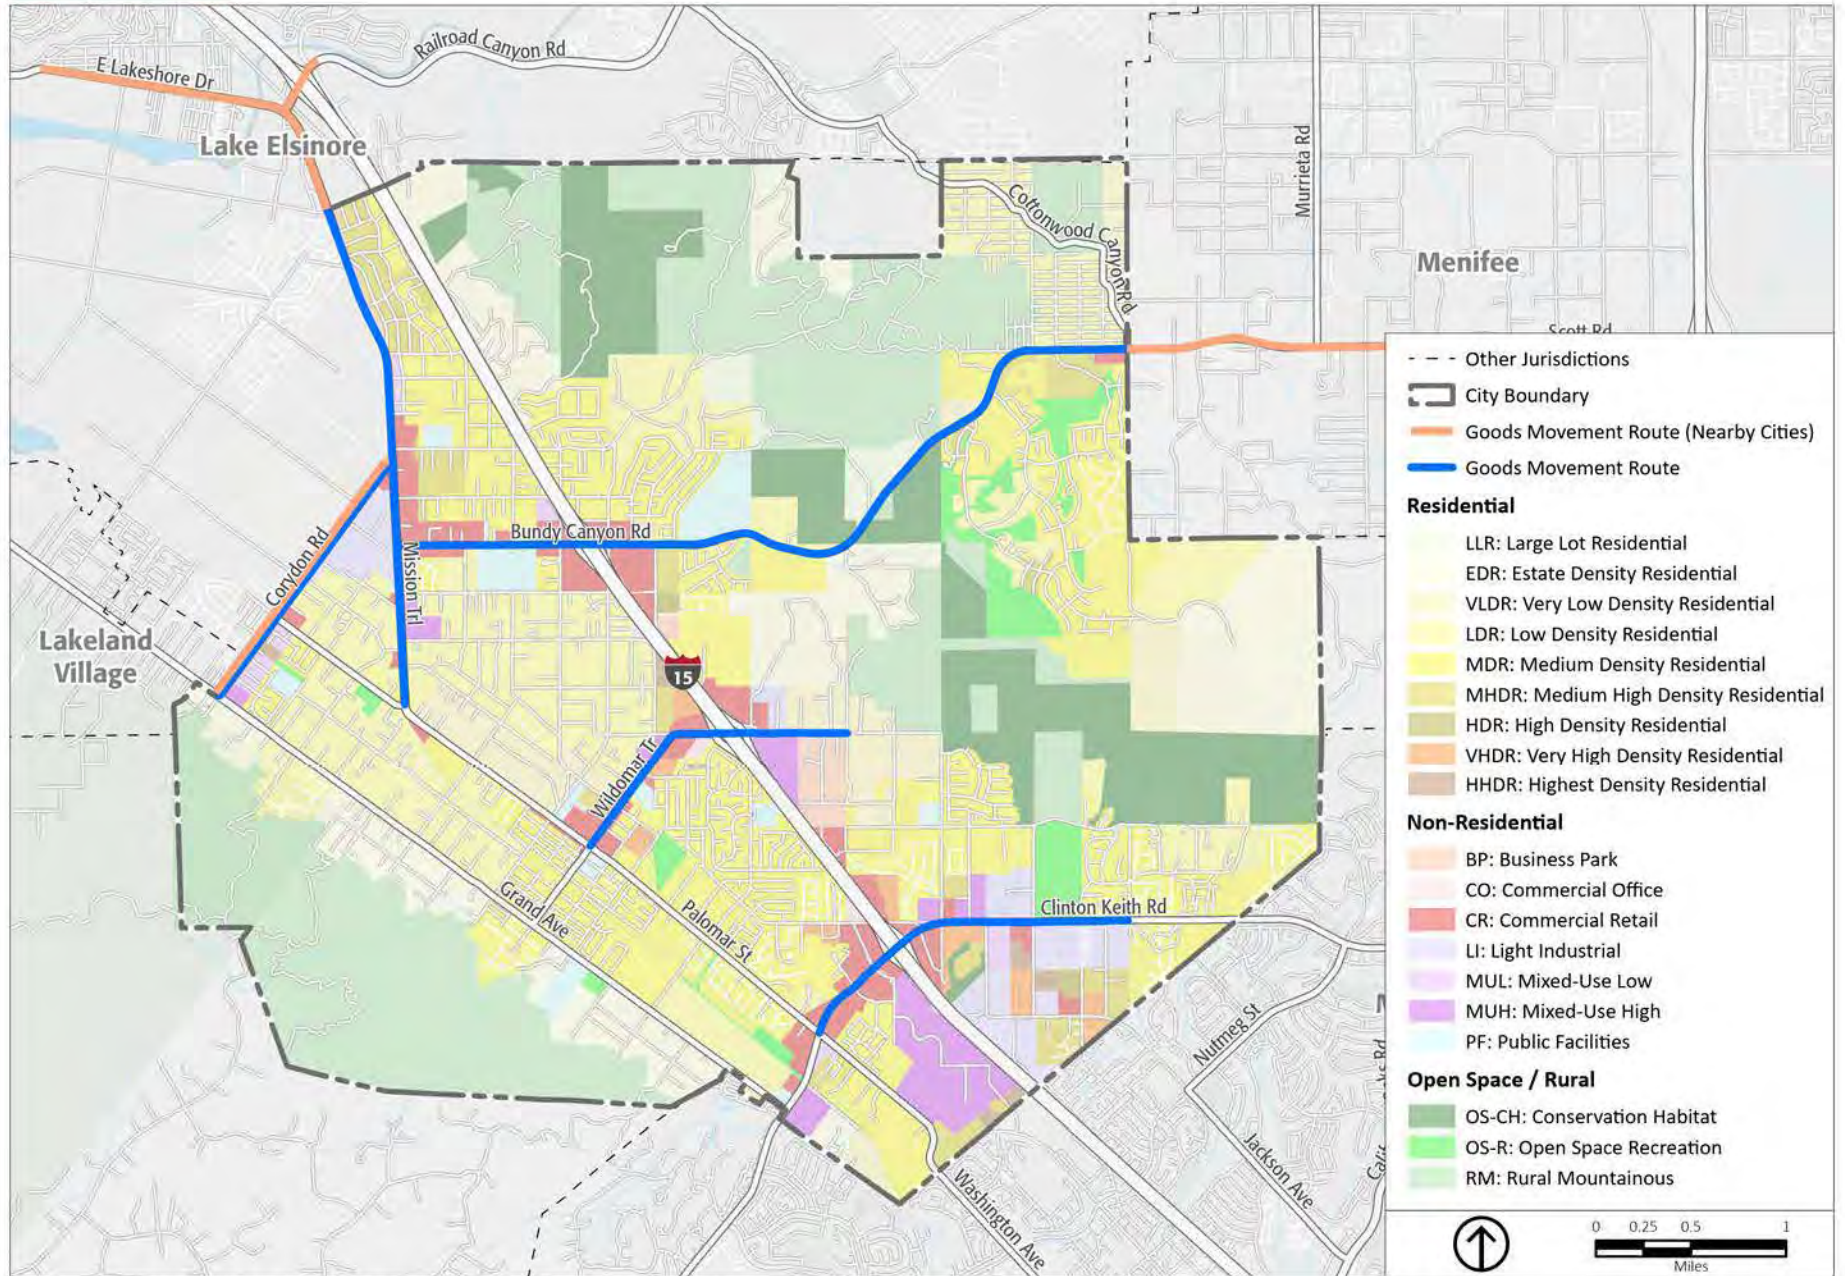 Railroad Canyon Rd
E Lakeshore Dr
Lake Elsinore
Murrieta Rd
Cottonwood Canyon Rd
Menifee
Scott Rd
Bundy Canyon Rd
Corydon Rd
Mission Trl
Lakeland
Village
15
Wildomar Tr
Grand Ave
Palomar St
Clinton Keith Rd
Nutmeg St
Jackson Ave
Washington Ave
Other Jurisdictions
City Boundary
Goods Movement Route (Nearby Cities)
Goods Movement Route
Residential
LLR: Large Lot Residential
EDR: Estate Density Residential
VLDR: Very Low Density Residential
LDR: Low Density Residential
MDR: Medium Density Residential
MHDR: Medium High Density Residential
HDR: High Density Residential
VHDR: Very High Density Residential
HHDR: Highest Density Residential
Non-Residential
BP: Business Park
CO: Commercial Office
CR: Commercial Retail
LI: Light Industrial
MUL: Mixed-Use Low
MUH: Mixed-Use High
PF: Public Facilities
Open Space / Rural
OS-CH: Conservation Habitat
OS-R: Open Space Recreation
RM: Rural Mountainous
0 0.25 0.5 1
Miles